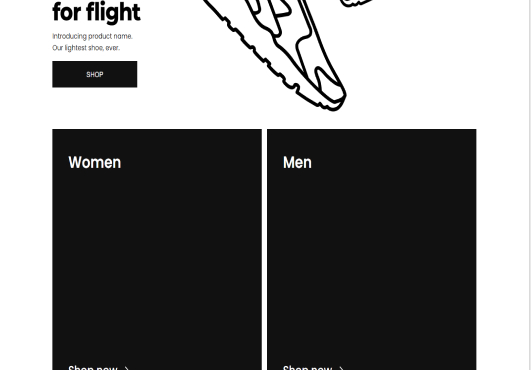 for flight
Introducing product name.
Our lightest shoe, ever.
SHOP
Women
Men
Shop now
Shop now